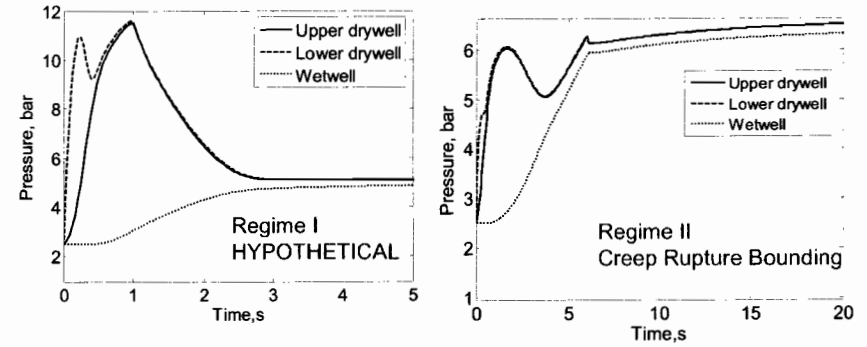 14
12
10
8
6
4
2
Pressure, bar
Upper drywell
Lower drywell
Wetwell
Regime I
HYPOTHETICAL
0 1 2 3 4 5
Time,s
6
5
4
3
2
1
Pressure, bar
Upper drywell
Lower drywell
Wetwell
Regime II
Creep Rupture Bounding
0 5 10 15 20
Time,s